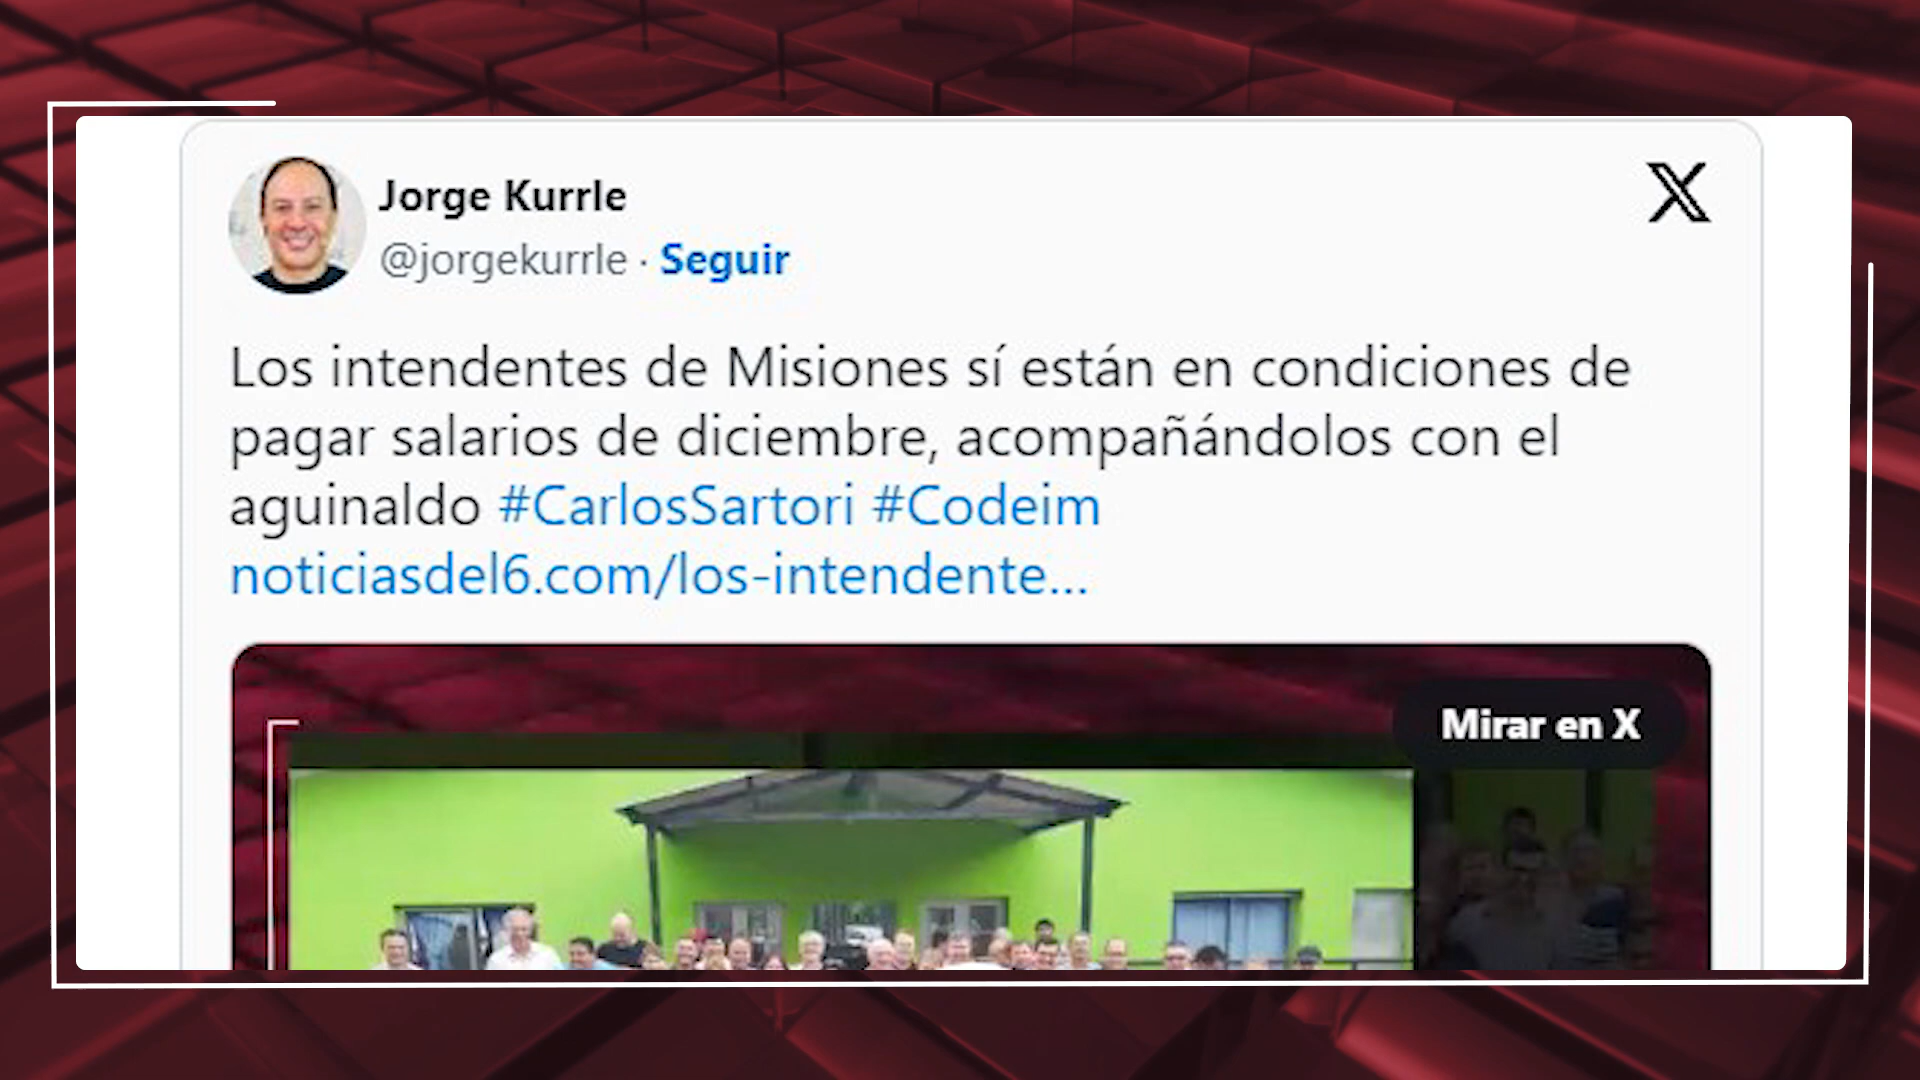 Jorge Kurrle
@jorgekurrle · Seguir
Los intendentes de Misiones sí están en condiciones de
pagar salarios de diciembre, acompañándolos con el
aguinaldo #CarlosSartori #Codeim
noticiasdel6.com/los-intendente...
Mirar en X